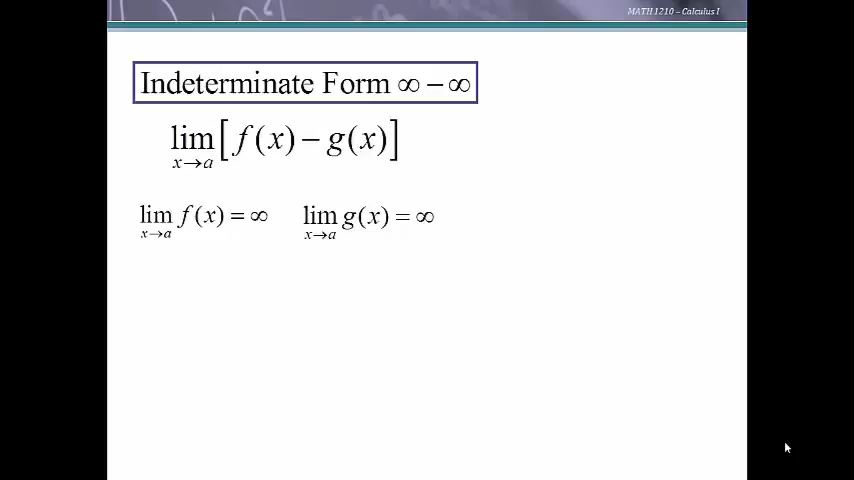 MATH 1210 – Calculus I
Indeterminate Form ∞ − ∞
lim x→a [f(x) − g(x)]
lim x→a f(x) = ∞ lim x→a g(x) = ∞